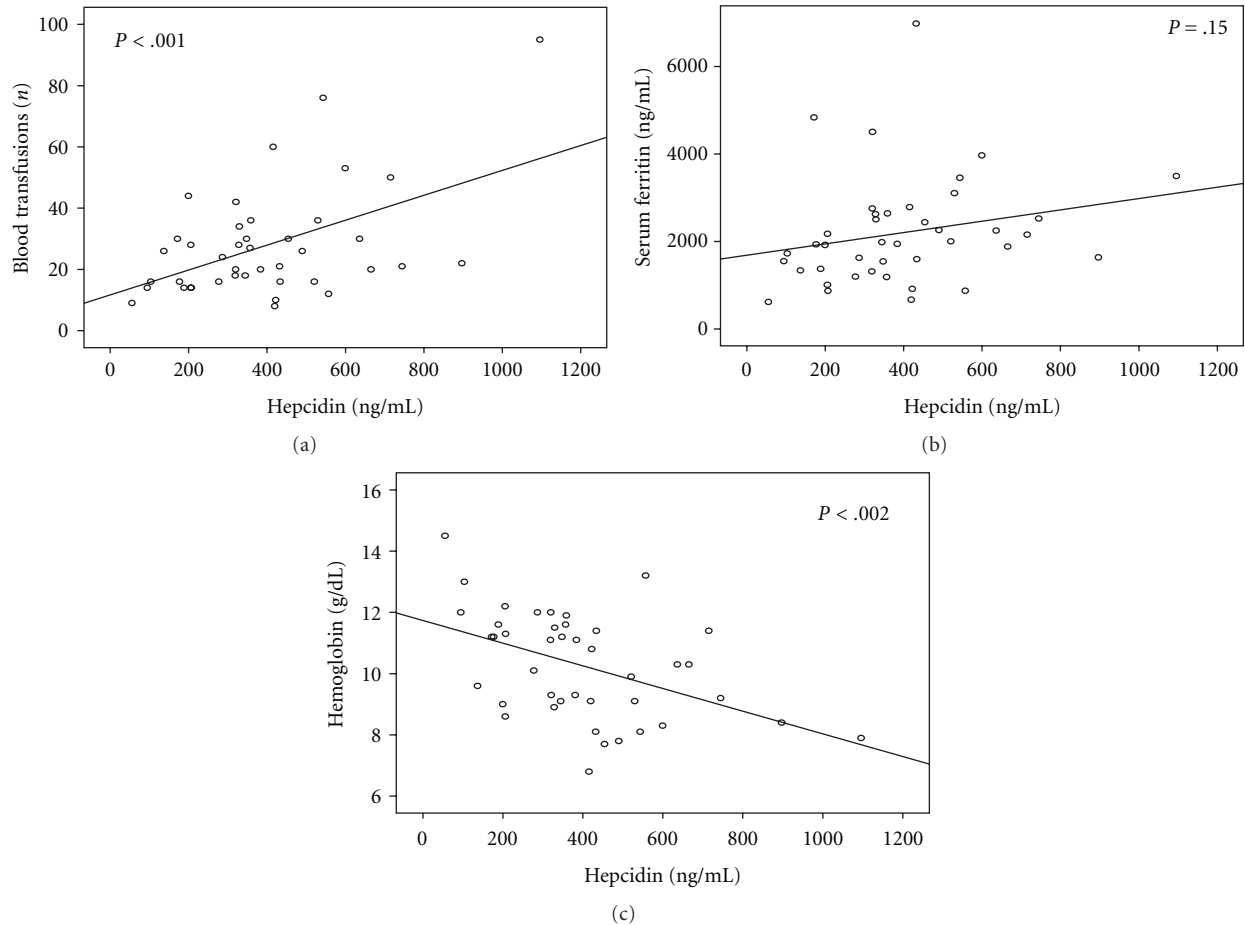 P < .001
100
80
60
40
20
0
Blood transfusions (n)
0 200 400 600 800 1000 1200
Hepcidin (ng/mL)
(a)
P = .15
6000
4000
2000
0
Serum ferritin (ng/mL)
0 200 400 600 800 1000 1200
Hepcidin (ng/mL)
(b)
P < .002
16
14
12
10
8
6
Hemoglobin (g/dL)
0 200 400 600 800 1000 1200
Hepcidin (ng/mL)
(c)